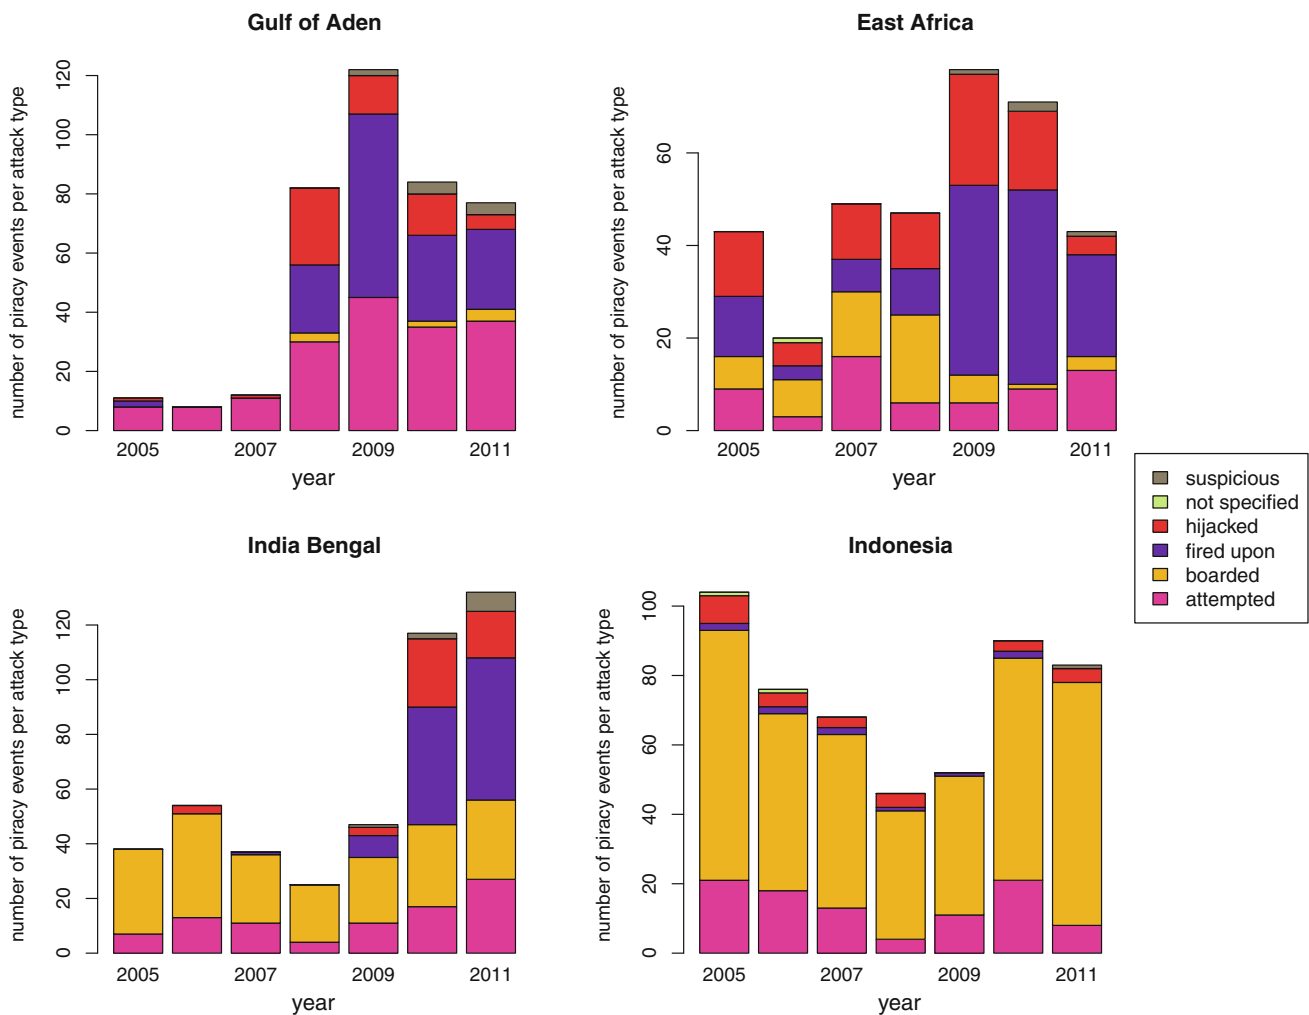 Gulf of Aden
number of piracy events per attack type
0 20 40 60 80 100 120
2005 2007 2009 2011
year
East Africa
number of piracy events per attack type
0 20 40 60
2005 2007 2009 2011
year
suspicious
not specified
hijacked
fired upon
boarded
attempted
India Bengal
number of piracy events per attack type
0 20 40 60 80 100 120
2005 2007 2009 2011
year
Indonesia
number of piracy events per attack type
0 20 40 60 80 100
2005 2007 2009 2011
year